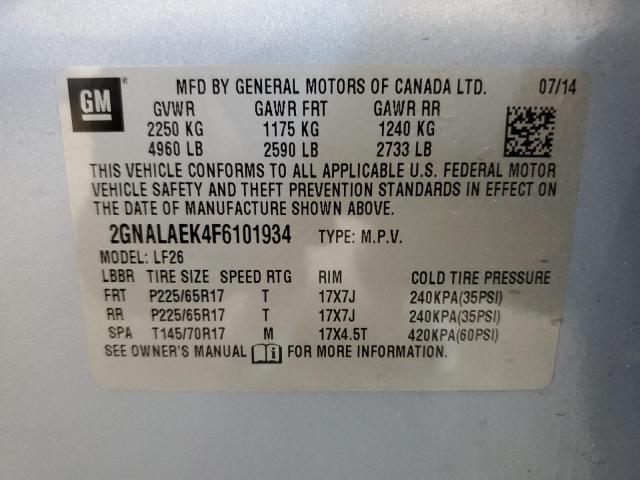 GM
MFD BY GENERAL MOTORS OF CANADA LTD. 07/14
GVWR GAWR FRT GAWR RR
2250 KG 1175 KG 1240 KG
4960 LB 2590 LB 2733 LB
THIS VEHICLE CONFORMS TO ALL APPLICABLE U.S. FEDERAL MOTOR
VEHICLE SAFETY AND THEFT PREVENTION STANDARDS IN EFFECT ON
THE DATE OF MANUFACTURE SHOWN ABOVE.
2GNALAEK4F6101934 TYPE: M.P.V.
MODEL: LF26
LBBR TIRE SIZE SPEED RTG RIM COLD TIRE PRESSURE
FRT P225/65R17 T 17X7J 240KPA(35PSI)
RR P225/65R17 T 17X7J 240KPA(35PSI)
SPA T145/70R17 M 17X4.5T 420KPA(60PSI)
SEE OWNER'S MANUAL FOR MORE INFORMATION.